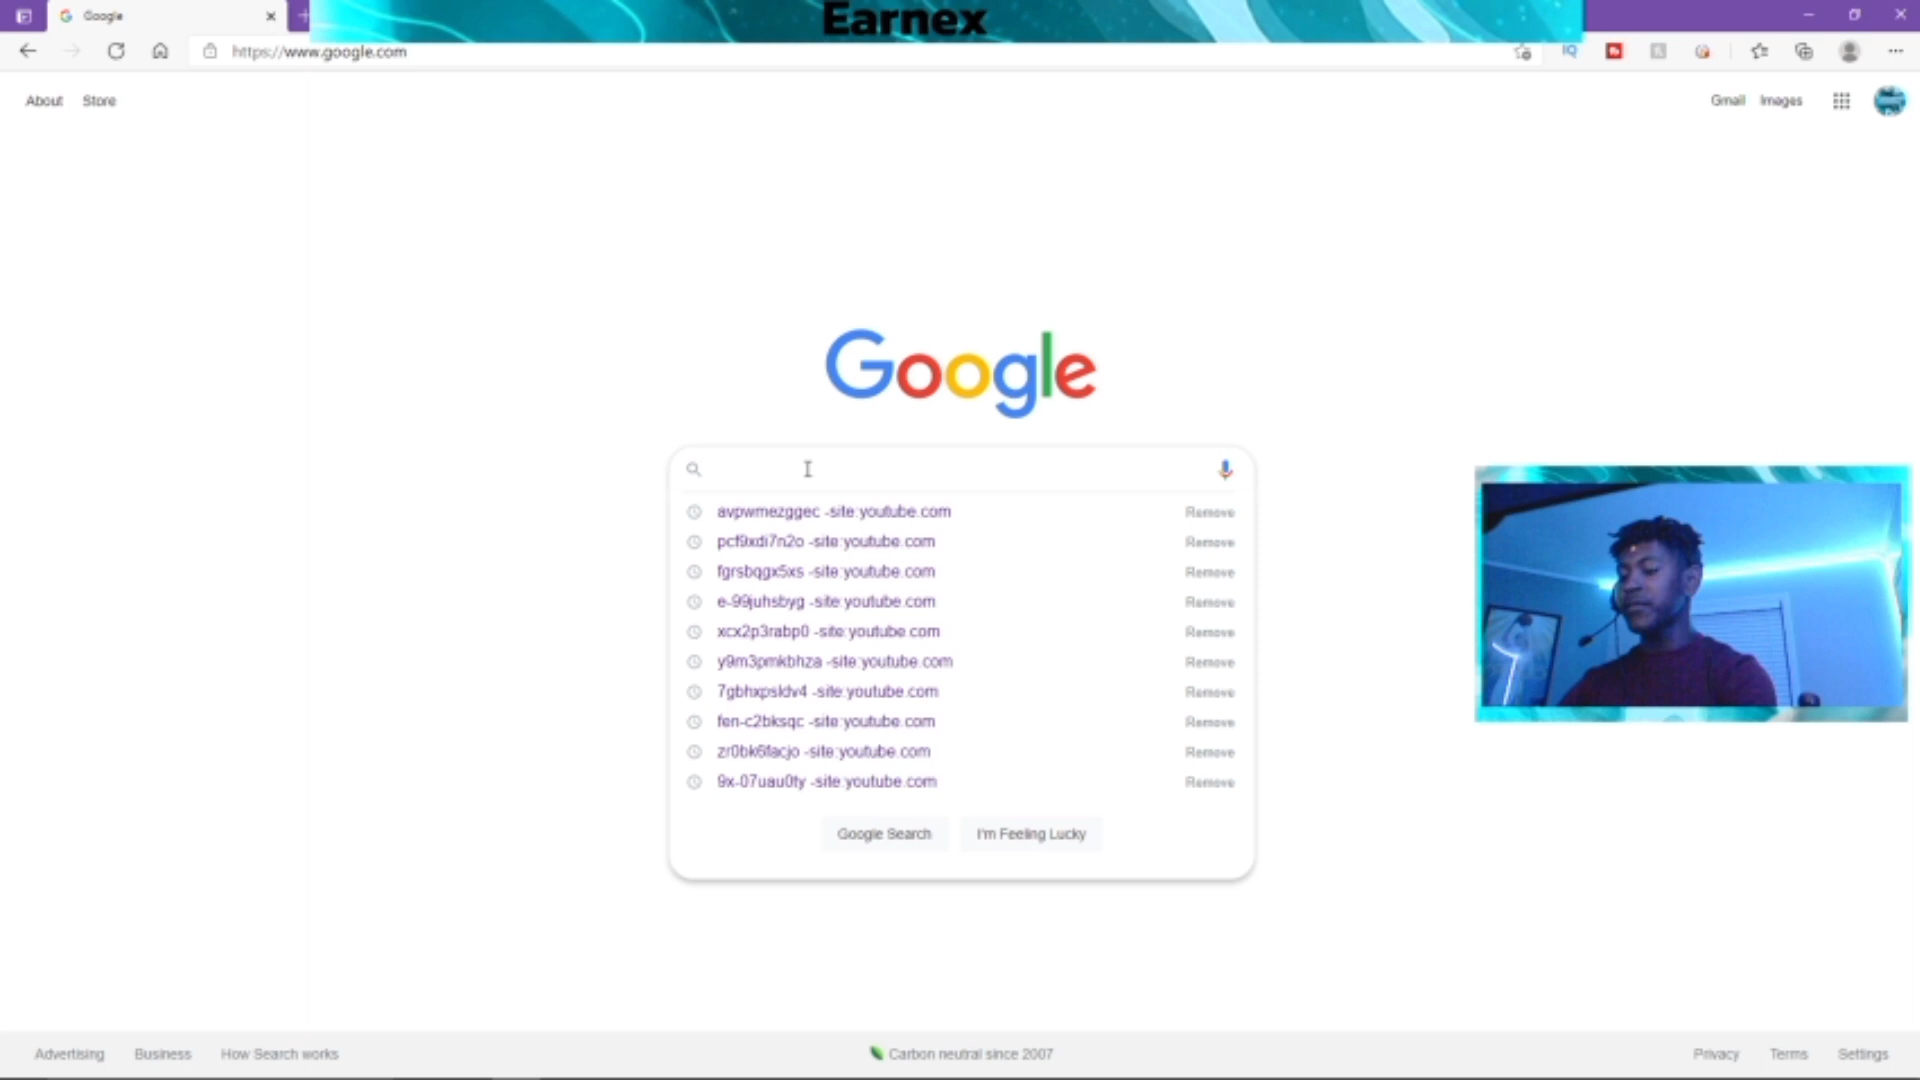 Google
Earnex
https://www.google.com
About Store
Gmail Images
Google
avpwmezggec -site:youtube.com Remove
pcf9xdi7n2o -site:youtube.com Remove
fgrsbqgx5xs -site:youtube.com Remove
e-99juhsbyg -site:youtube.com Remove
xcx2p3rabp0 -site:youtube.com Remove
y9m3pmkbhza -site:youtube.com Remove
7gbhxpsldv4 -site:youtube.com Remove
fen-c2bksqc -site:youtube.com Remove
zr0bk6facjo -site:youtube.com Remove
9x-07uau0ty -site:youtube.com Remove
Google Search I'm Feeling Lucky
Advertising Business How Search works
Carbon neutral since 2007
Privacy Terms Settings